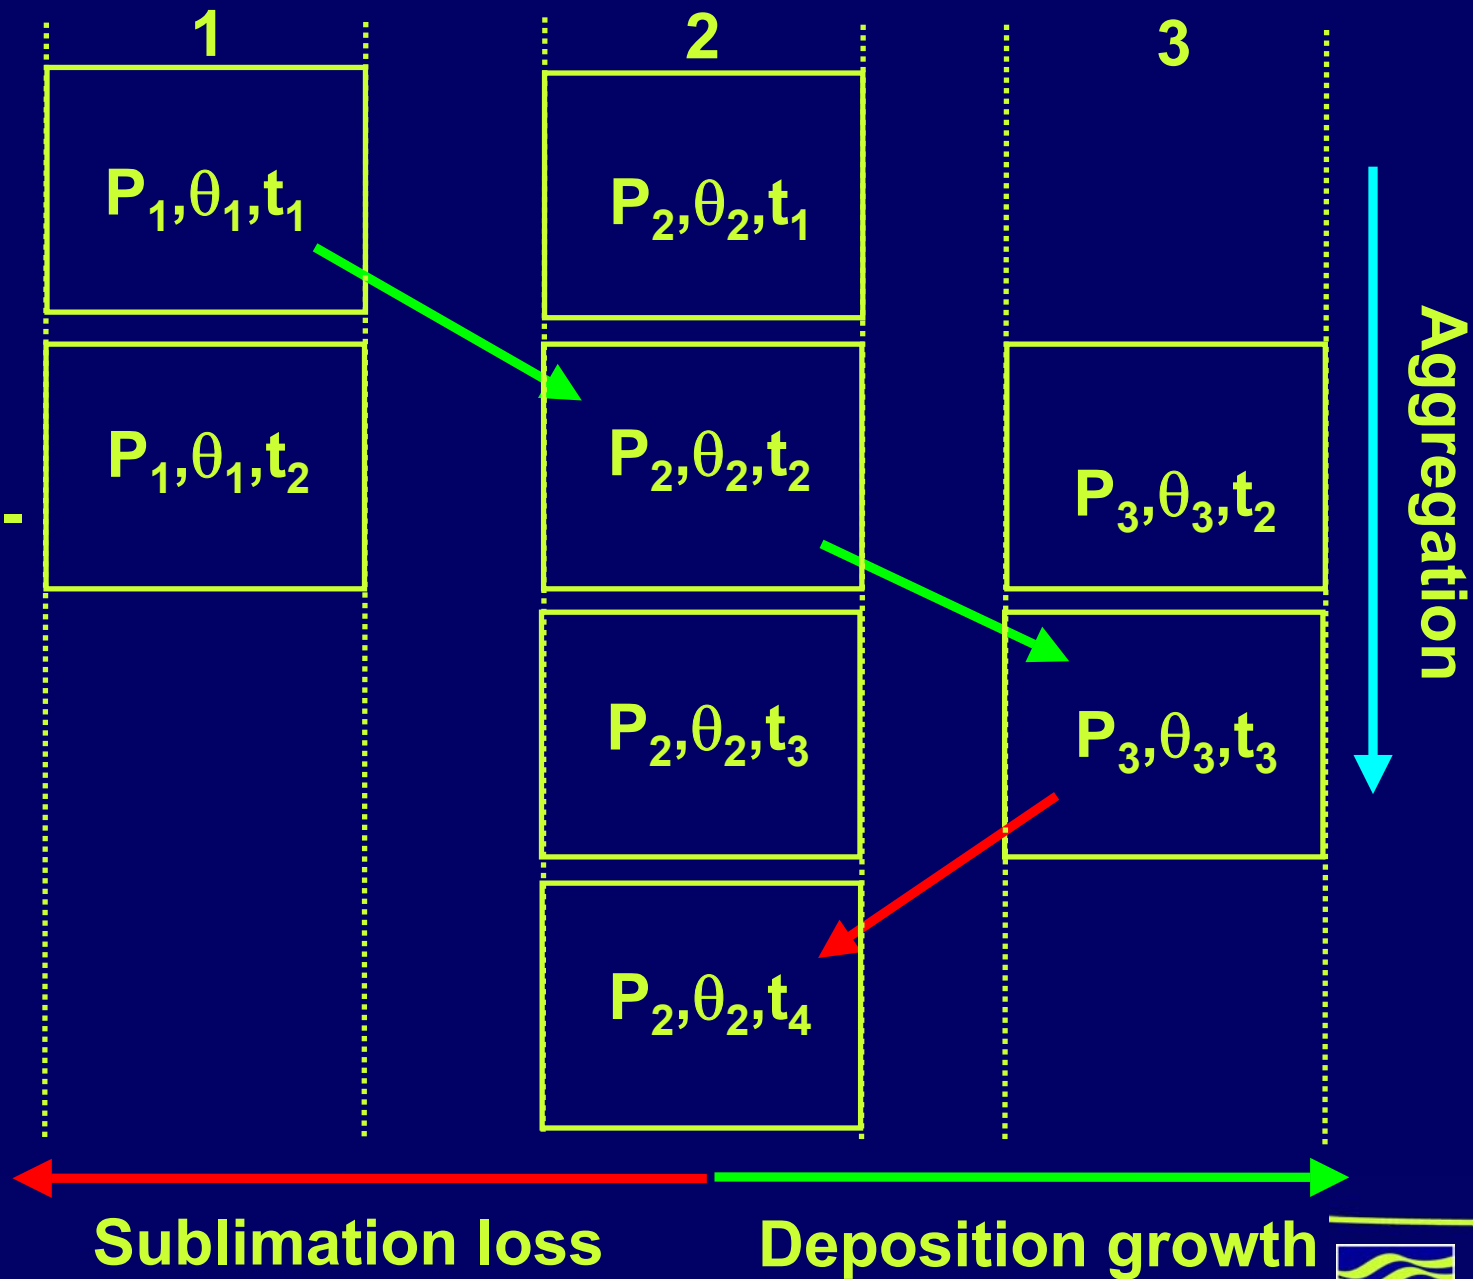 1 2 3
P₁,θ₁,t₁ P₂,θ₂,t₁
P₁,θ₁,t₂ P₂,θ₂,t₂ P₃,θ₃,t₂
-
P₂,θ₂,t₃ P₃,θ₃,t₃
P₂,θ₂,t₄
Aggregation
Sublimation loss Deposition growth